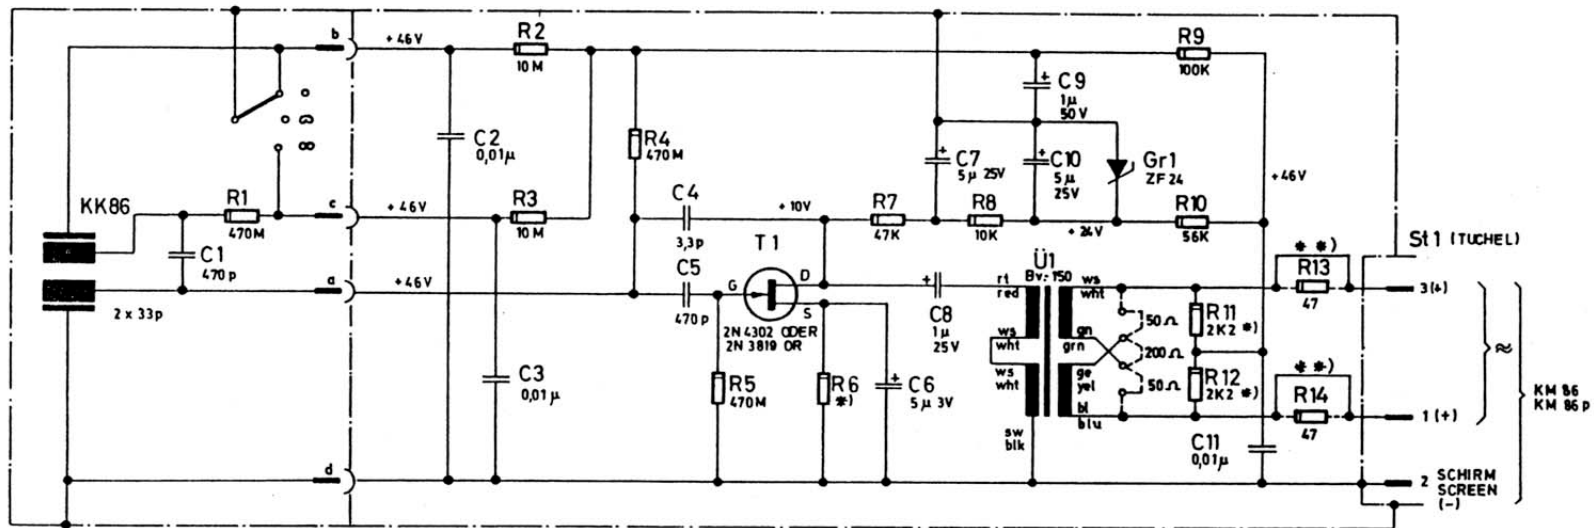 b
+46V
R2
10M
R9
100K
C9
1µ
50V
C2
0,01µ
R4
470M
C7
5µ 25V
C10
5µ
25V
Gr1
ZF 24
+46V
KK86
R1
470M
c
+46V
R3
10M
C4
3,3p
+10V
R7
47K
R8
10K
+24V
R10
56K
C1
470p
St1 (TUCHEL)
T1
Ü1
Bv.-150
**)
R13
47
a
+46V
C5
470p
G
D
S
rt
red
ws
wht
3(+)
2 x 33p
2N 4302 ODER
2N 3819 OR
C8
1µ
25V
ws
wht
ws
wht
gn
grn
ge
yel
50Ω
200Ω
50Ω
R11
2K2 *)
R12
2K2 *)
≈
C3
0,01µ
R5
470M
R6
*)
C6
5µ 3V
bl
blu
**)
R14
47
1(+)
KM 86
KM 86 p
sw
blk
C11
0,01µ
d
2 SCHIRM
SCREEN
(-)